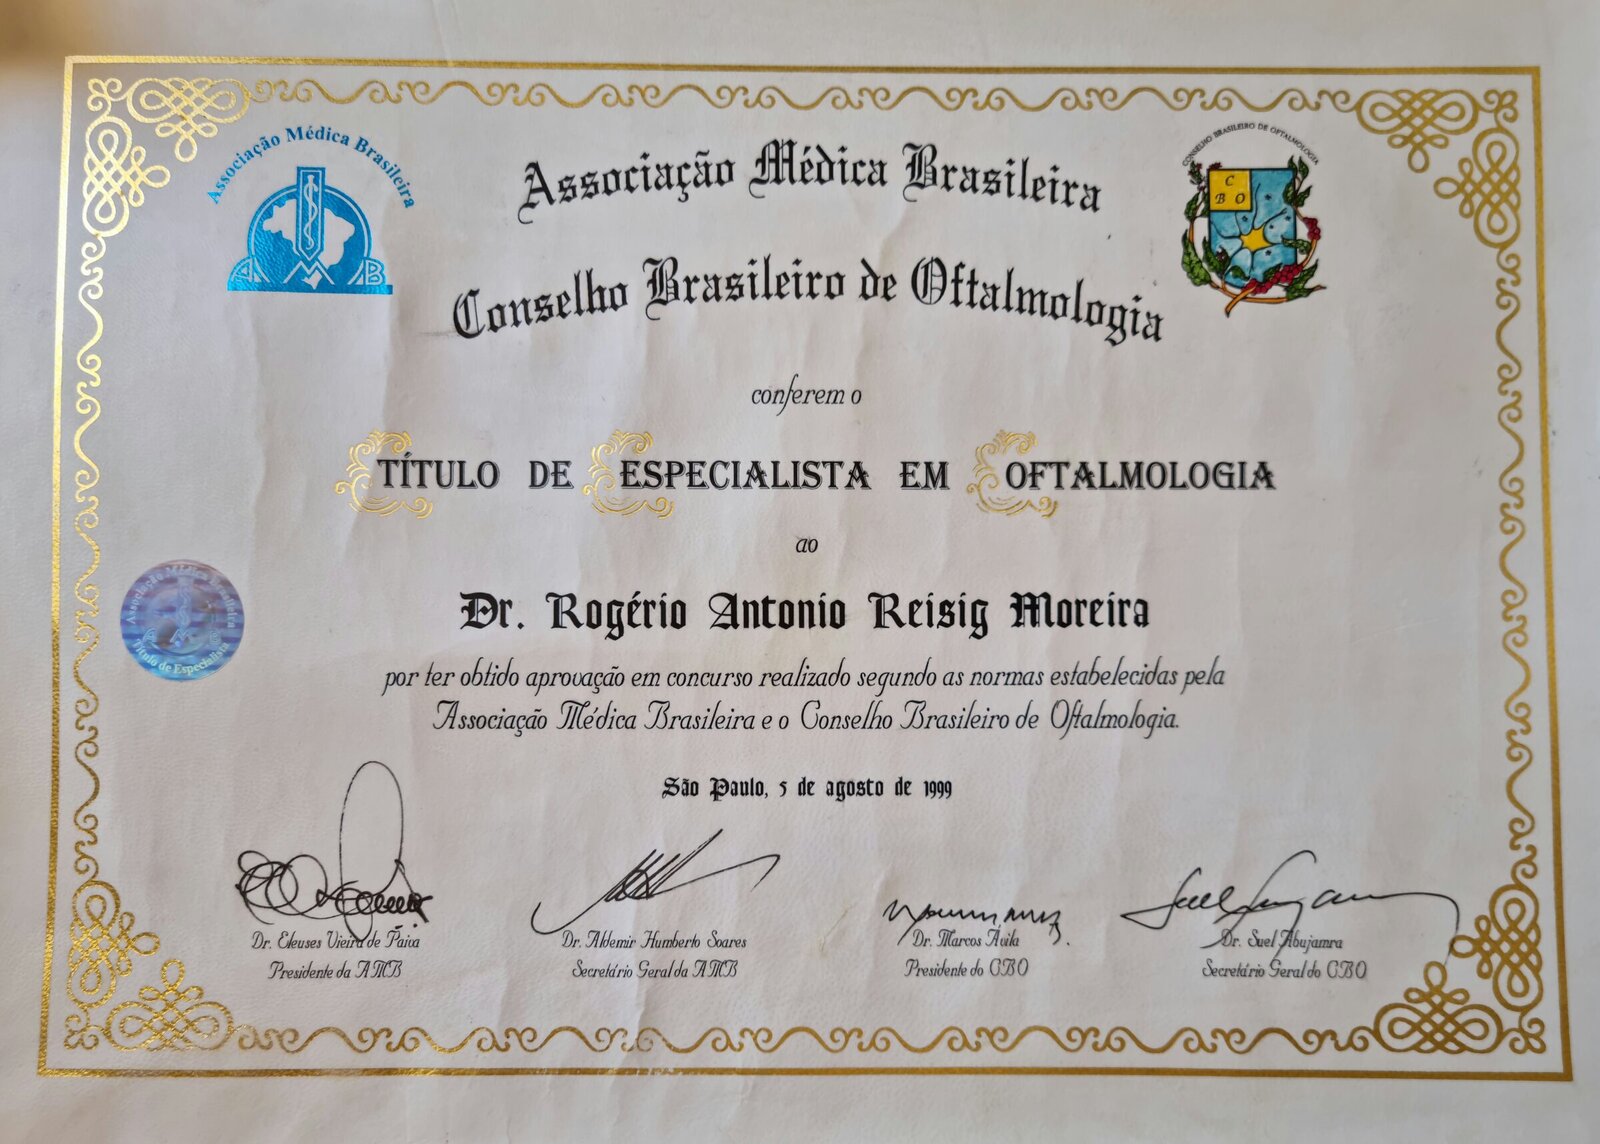 Associação Médica Brasileira
A M B
CONSELHO BRASILEIRO DE OFTALMOLOGIA
C
B O
Associação Médica Brasileira
Conselho Brasileiro de Oftalmologia
conferem o
TÍTULO DE ESPECIALISTA EM OFTALMOLOGIA
ao
Dr. Rogério Antonio Reisig Moreira
por ter obtido aprovação em concurso realizado segundo as normas estabelecidas pela
Associação Médica Brasileira e o Conselho Brasileiro de Oftalmologia.
Associação Médica Brasileira
A M B
Título de Especialista
São Paulo, 5 de agosto de 1999
Dr. Eleuses Vieira de Paiva
Presidente da AMB
Dr. Aldemir Humberto Soares
Secretário Geral da AMB
Dr. Marcos Ávila
Presidente do CBO
Dr. Suel Abujamra
Secretário Geral do CBO